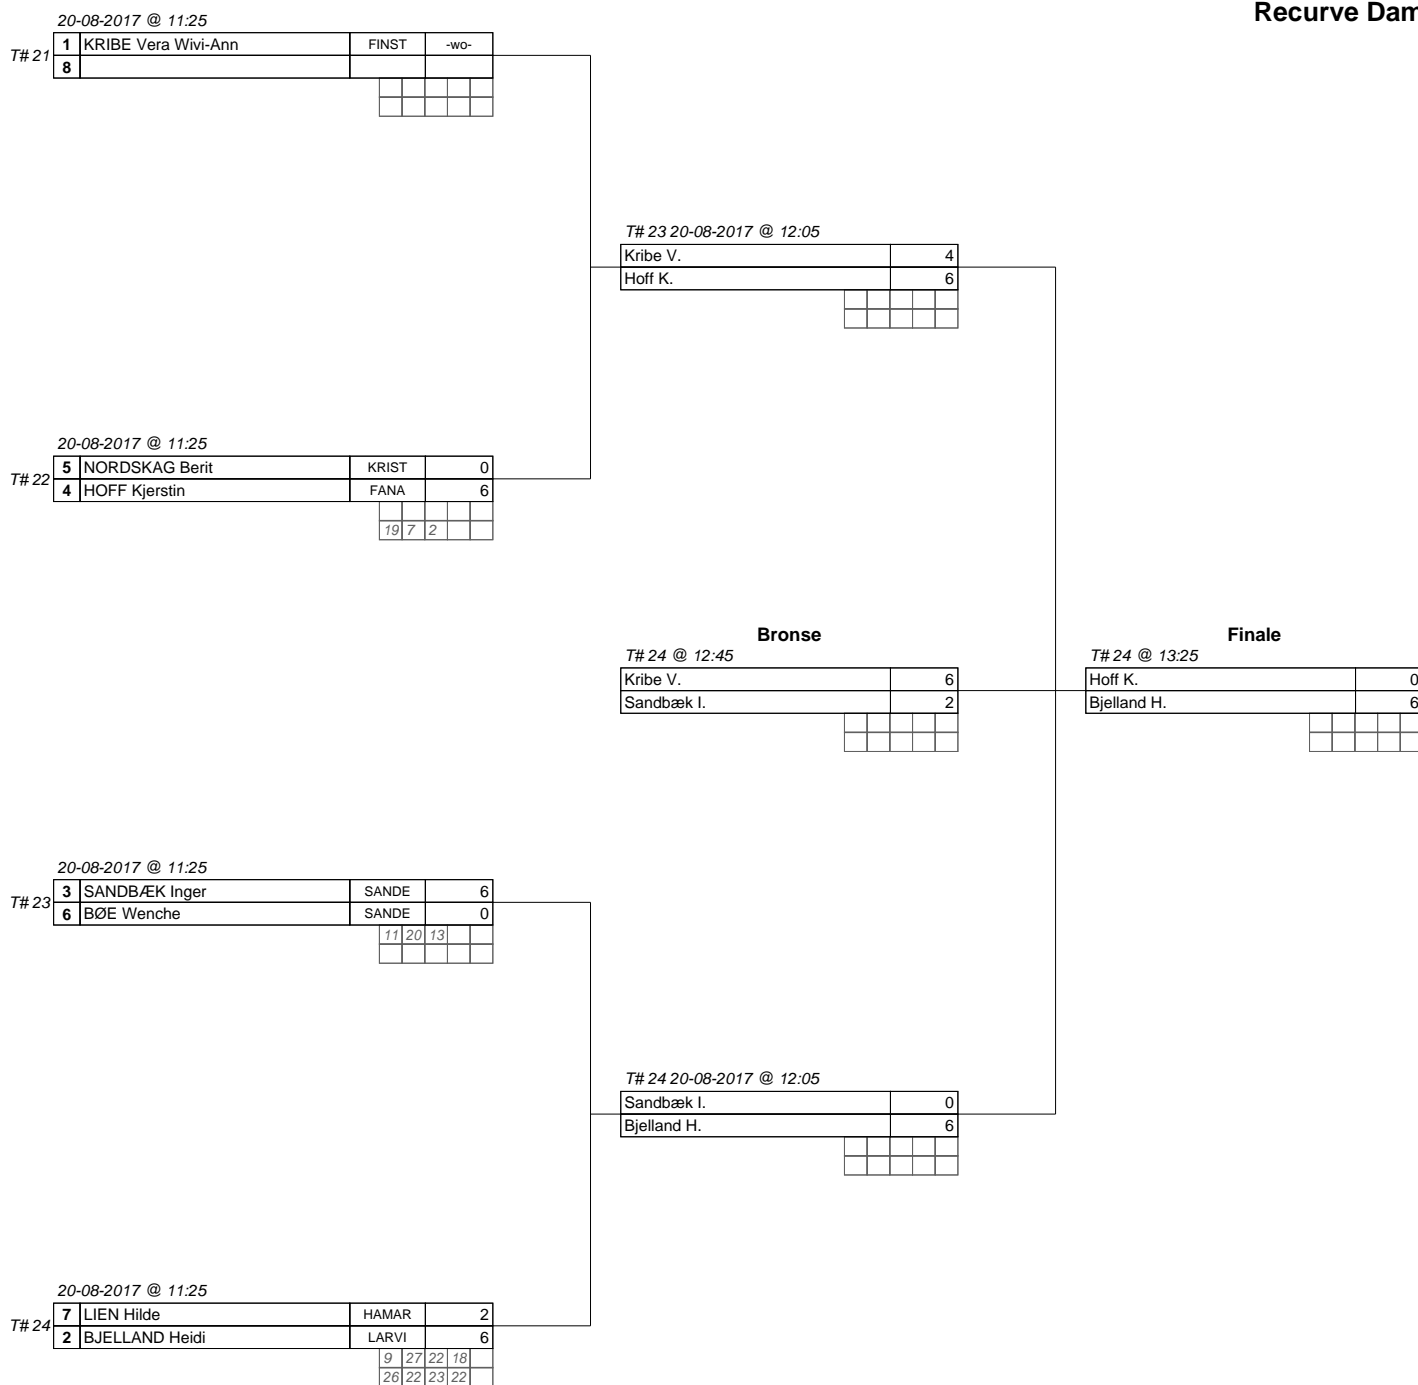 Recurve Dam
20-08-2017 @ 11:25
T# 21
1 KRIBE Vera Wivi-Ann FINST -wo-
8
T# 23 20-08-2017 @ 12:05
Kribe V. 4
Hoff K. 6
20-08-2017 @ 11:25
T# 22
5 NORDSKAG Berit KRIST 0
4 HOFF Kjerstin FANA 6
19 7 2
Bronse
T# 24 @ 12:45
Kribe V. 6
Sandbæk I. 2
Finale
T# 24 @ 13:25
Hoff K. 0
Bjelland H. 6
20-08-2017 @ 11:25
T# 23
3 SANDBÆK Inger SANDE 6
6 BØE Wenche SANDE 0
11 20 13
T# 24 20-08-2017 @ 12:05
Sandbæk I. 0
Bjelland H. 6
20-08-2017 @ 11:25
T# 24
7 LIEN Hilde HAMAR 2
2 BJELLAND Heidi LARVI 6
9 27 22 18
26 22 23 22